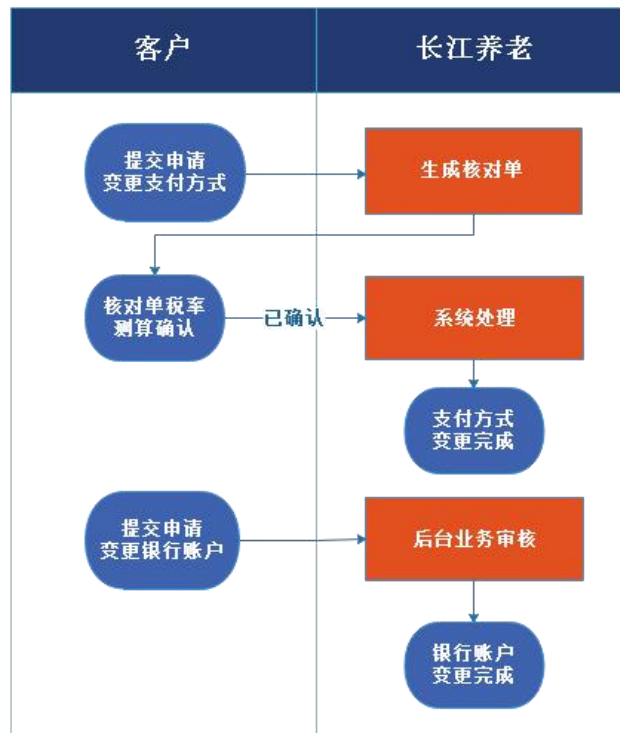 客户
长江养老
提交申请
变更支付方式
生成核对单
核对单税率
测算确认
已确认
系统处理
支付方式
变更完成
提交申请
变更银行账户
后台业务审核
银行账户
变更完成